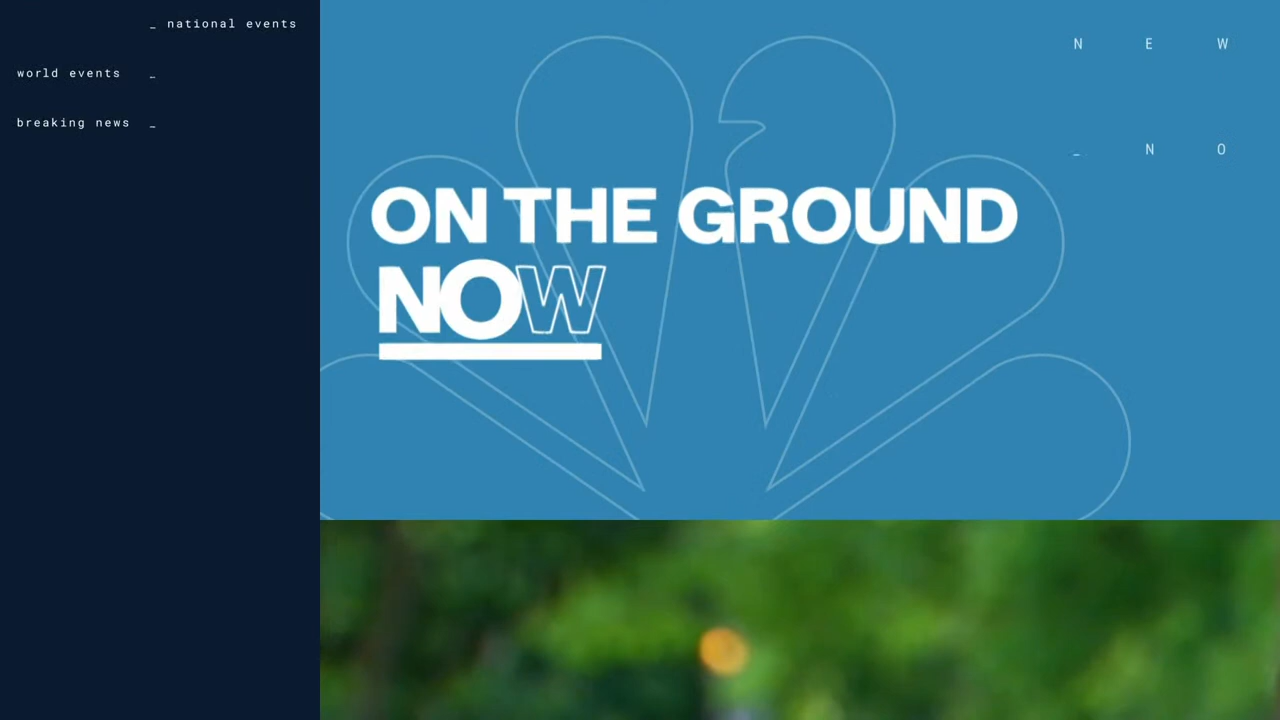 _ national events
world events _
breaking news _
N E W
_ N O
ON THE GROUND
NOW